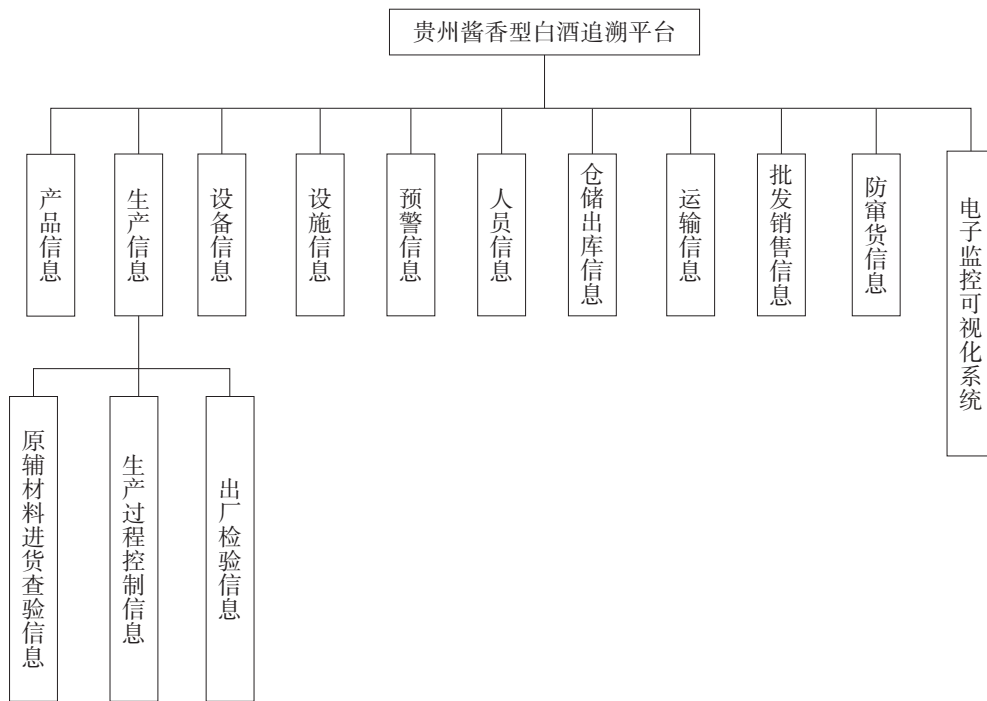 贵州酱香型白酒追溯平台
产品信息
生产信息
设备信息
设施信息
预警信息
人员信息
仓储出库信息
运输信息
批发销售信息
防窜货信息
电子监控可视化系统
原辅材料进货查验信息
生产过程控制信息
出厂检验信息